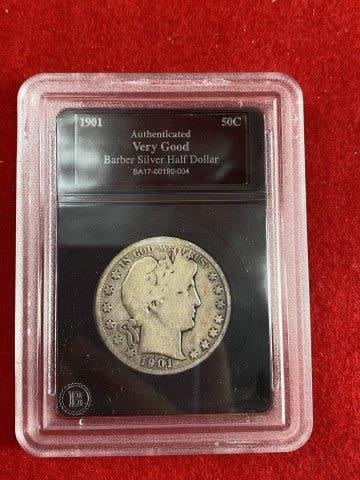 1901 50C
Authenticated
Very Good
Barber Silver Half Dollar
BA17-00190-004
IN GOD WE TRUST
1901